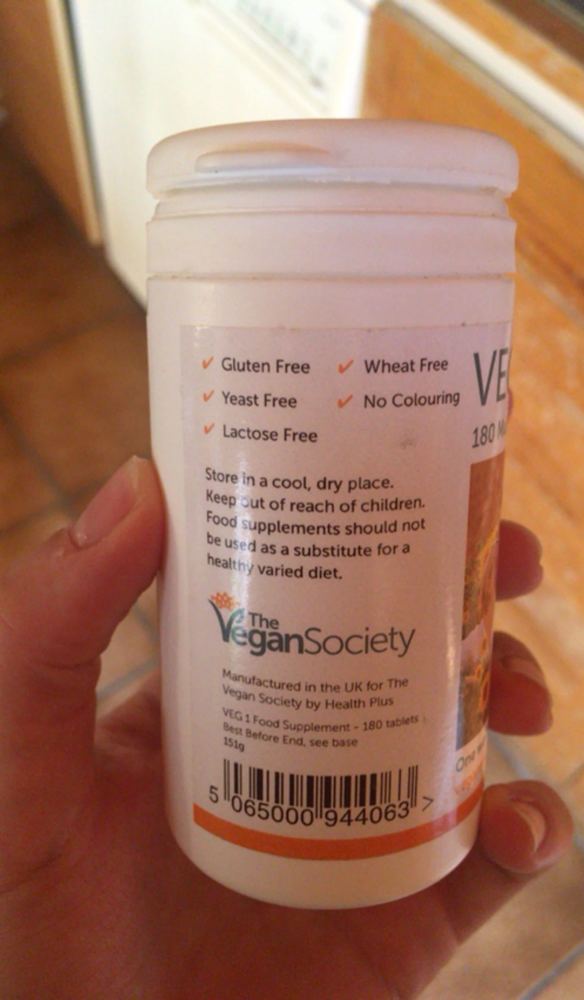 Gluten Free
Wheat Free
Yeast Free
No Colouring
Lactose Free
Store in a cool, dry place.
Keep out of reach of children.
Food supplements should not
be used as a substitute for a
healthy varied diet.
The
VeganSociety
Manufactured in the UK for The
Vegan Society by Health Plus
VEG 1 Food Supplement - 180 tablets
Best Before End, see base
151g
5 065000 944063 >
VE
180
One